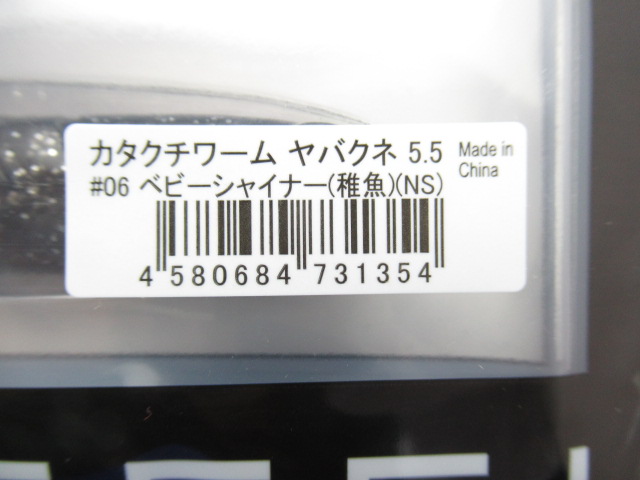 カタクチワーム ヤバクネ 5.5
Made in
China
#06 ベビーシャイナー(稚魚)(NS)
4 580684 731354